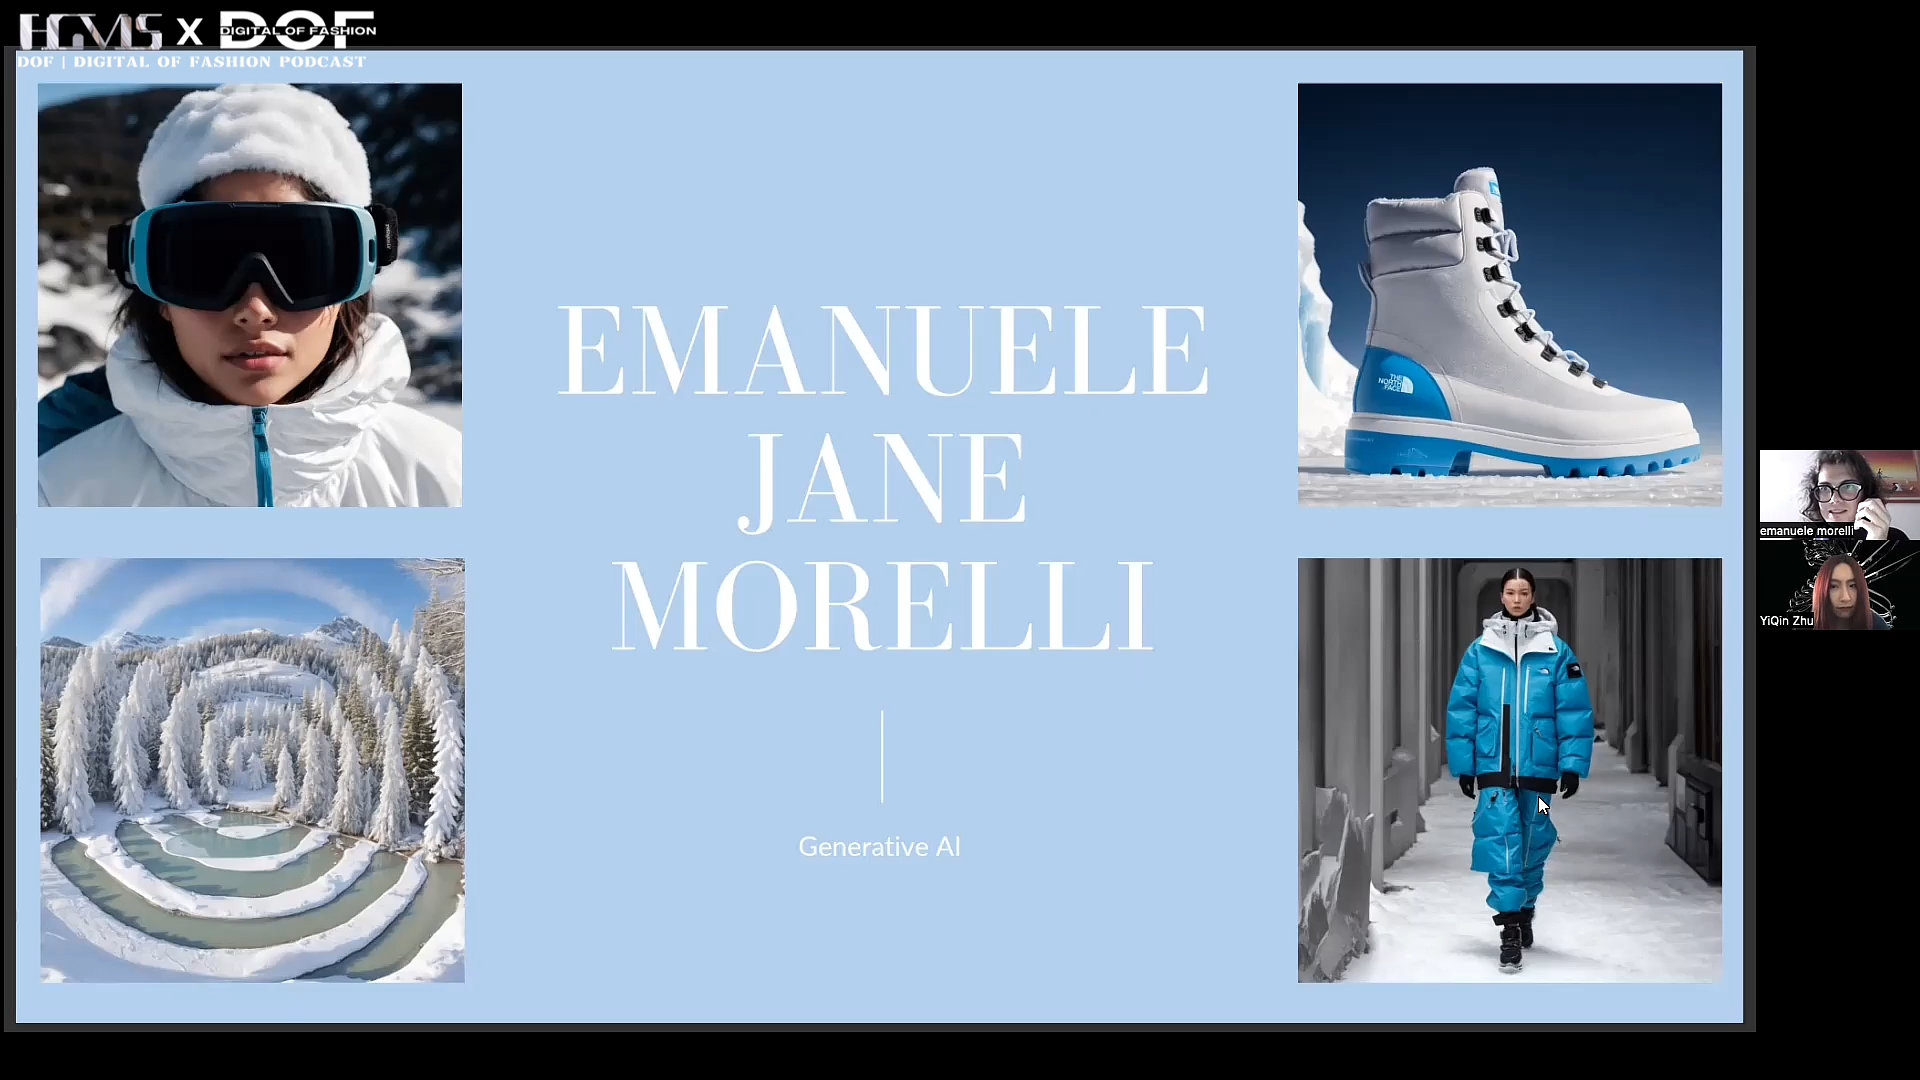 X DOF
DIGITAL OF FASHION
DOF | DIGITAL OF FASHION PODCAST
EMANUELE
JANE
MORELLI
Generative AI
THE
NORTH
FACE
emanuele morelli
YiQin Zhu